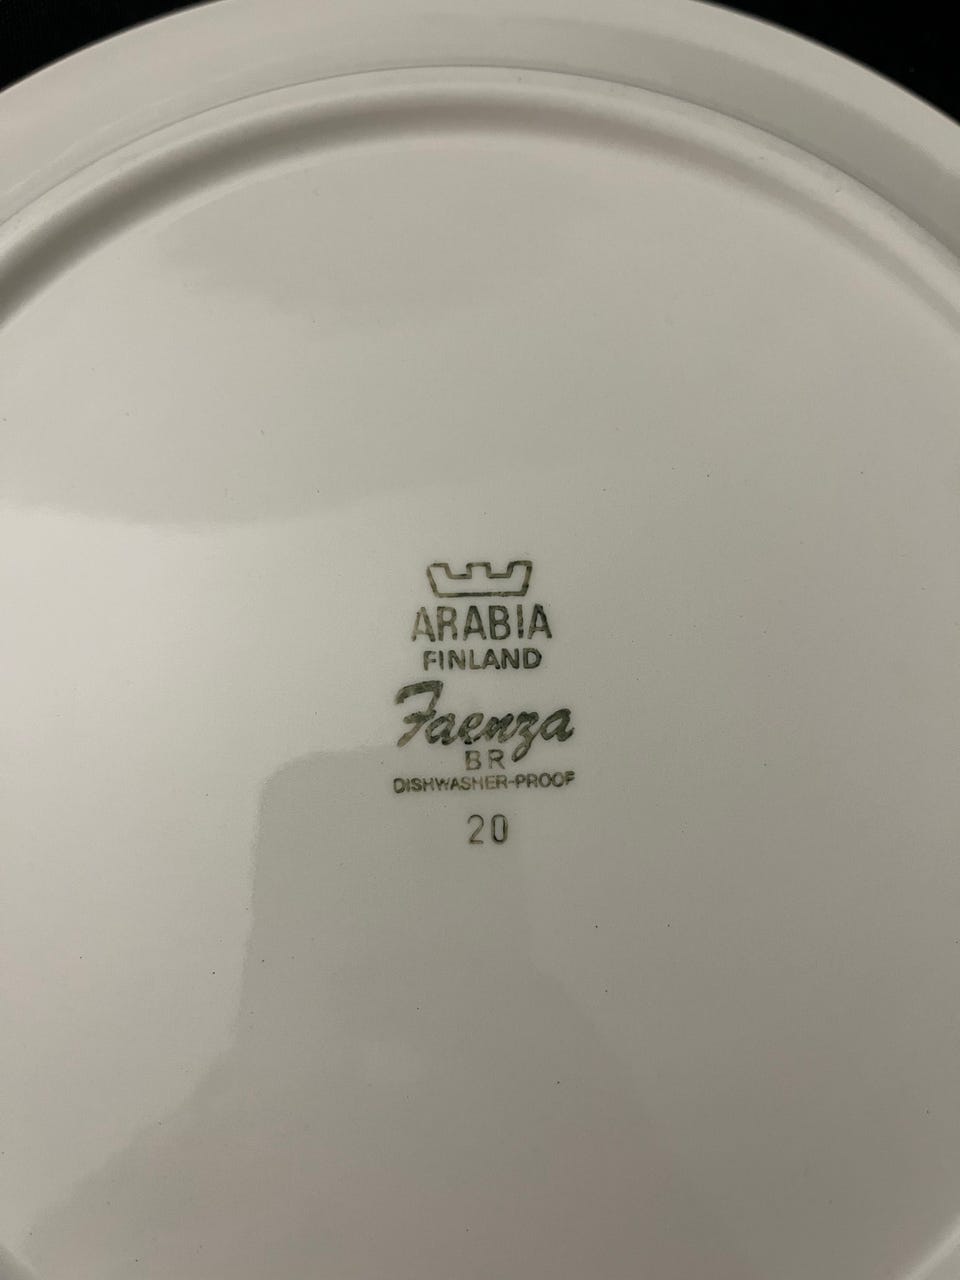 ARABIA
FINLAND
Faenza
BR
DISHWASHER-PROOF
20